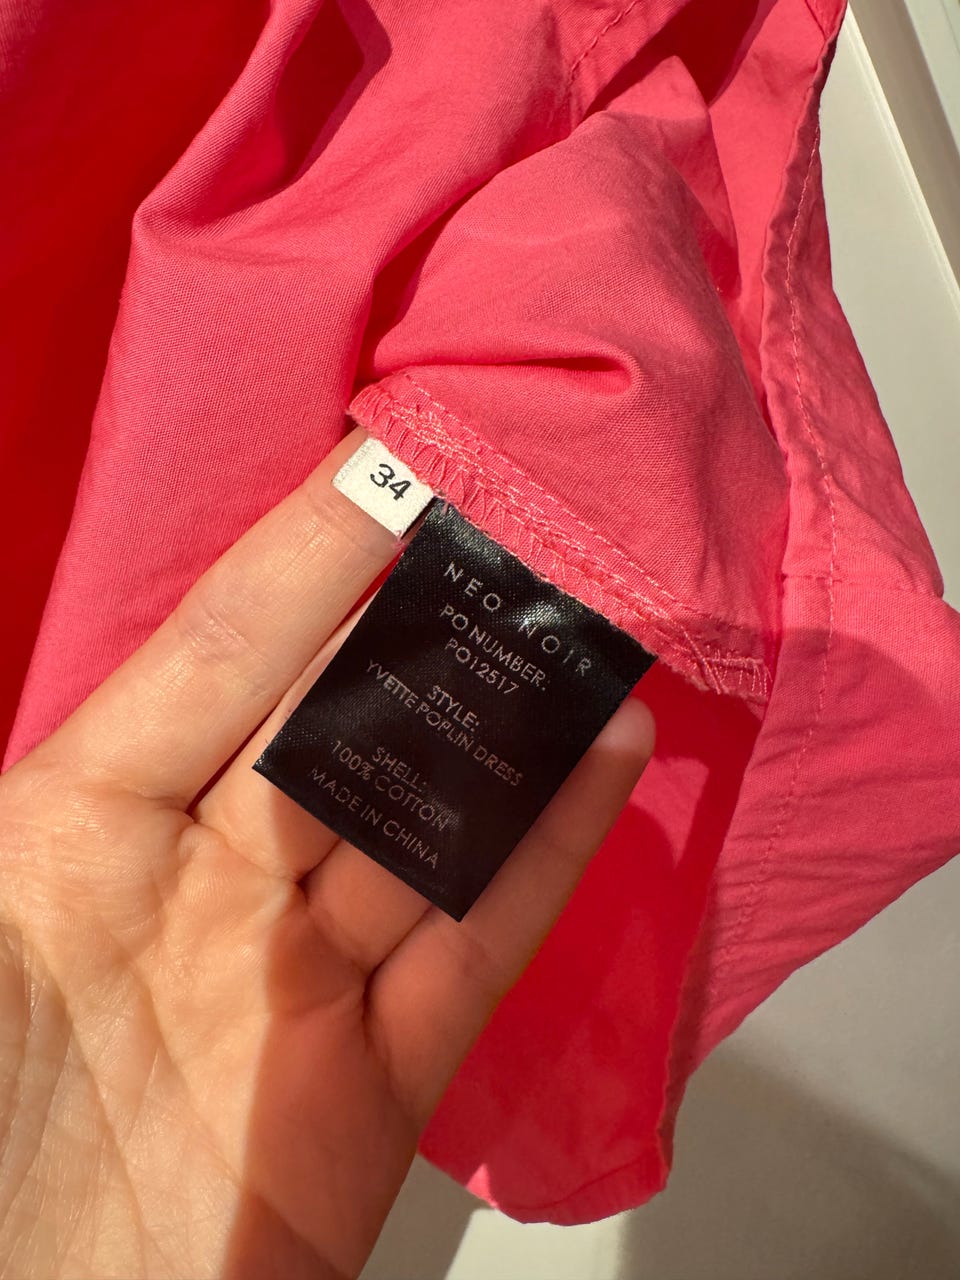 34
NEO NOIR
PO NUMBER:
PO12517
STYLE:
YVETTE POPLIN DRESS
SHELL:
100% COTTON
MADE IN CHINA